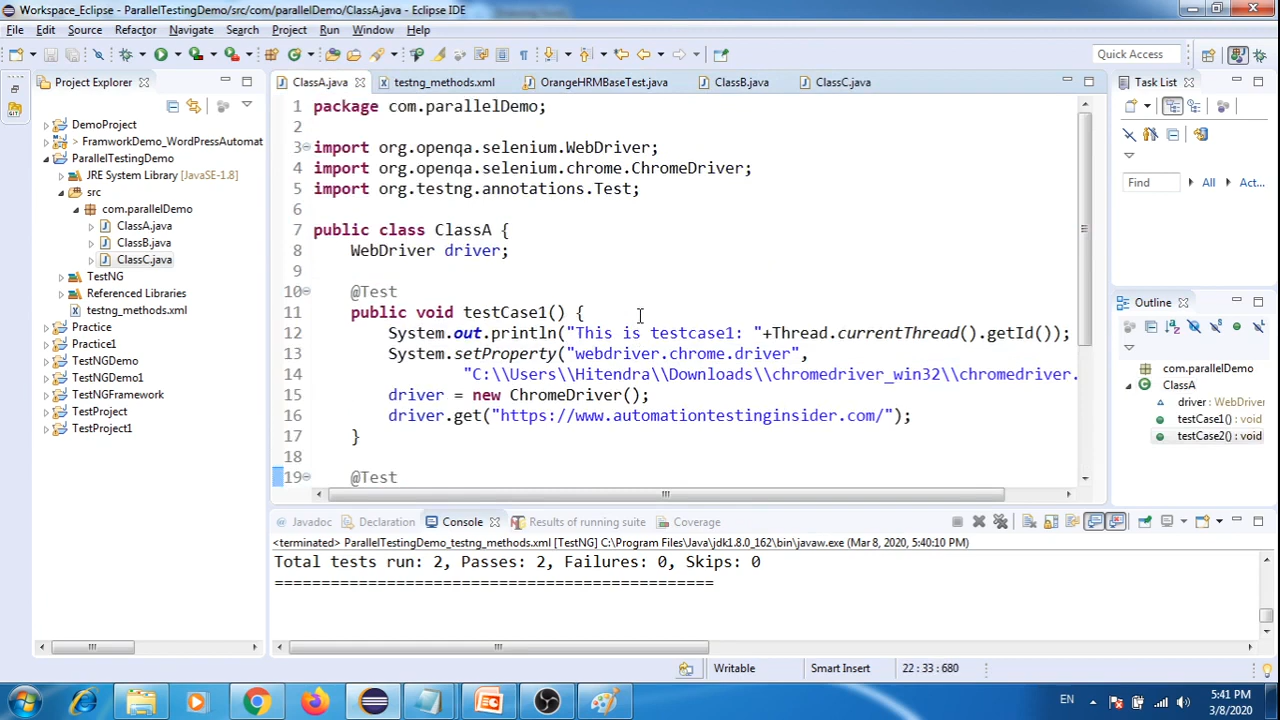 Workspace_Eclipse - ParallelTestingDemo/src/com/parallelDemo/ClassA.java - Eclipse IDE
File Edit Source Refactor Navigate Search Project Run Window Help
Quick Access
Project Explorer
DemoProject
> FramworkDemo_WordPressAutomat
ParallelTestingDemo
JRE System Library [JavaSE-1.8]
src
com.parallelDemo
ClassA.java
ClassB.java
ClassC.java
TestNG
Referenced Libraries
testng_methods.xml
Practice
Practice1
TestNGDemo
TestNGDemo1
TestNGFramework
TestProject
TestProject1
ClassA.java testng_methods.xml OrangeHRMBaseTest.java ClassB.java ClassC.java
1 package com.parallelDemo;
2
3 import org.openqa.selenium.WebDriver;
4 import org.openqa.selenium.chrome.ChromeDriver;
5 import org.testng.annotations.Test;
6
7 public class ClassA {
8 WebDriver driver;
9
10 @Test
11 public void testCase1() {
12 System.out.println("This is testcase1: "+Thread.currentThread().getId());
13 System.setProperty("webdriver.chrome.driver",
14 "C:\\Users\\Hitendra\\Downloads\\chromedriver_win32\\chromedriver.
15 driver = new ChromeDriver();
16 driver.get("https://www.automationtestinginsider.com/");
17 }
18
19 @Test
Task List
Find All Act...
Outline
com.parallelDemo
ClassA
driver : WebDriver
testCase1() : void
testCase2() : void
Javadoc Declaration Console Results of running suite Coverage
<terminated> ParallelTestingDemo_testng_methods.xml [TestNG] C:\Program Files\Java\jdk1.8.0_162\bin\javaw.exe (Mar 8, 2020, 5:40:10 PM)
Total tests run: 2, Passes: 2, Failures: 0, Skips: 0
===============================================
Writable Smart Insert 22 : 33 : 680
EN
5:41 PM
3/8/2020